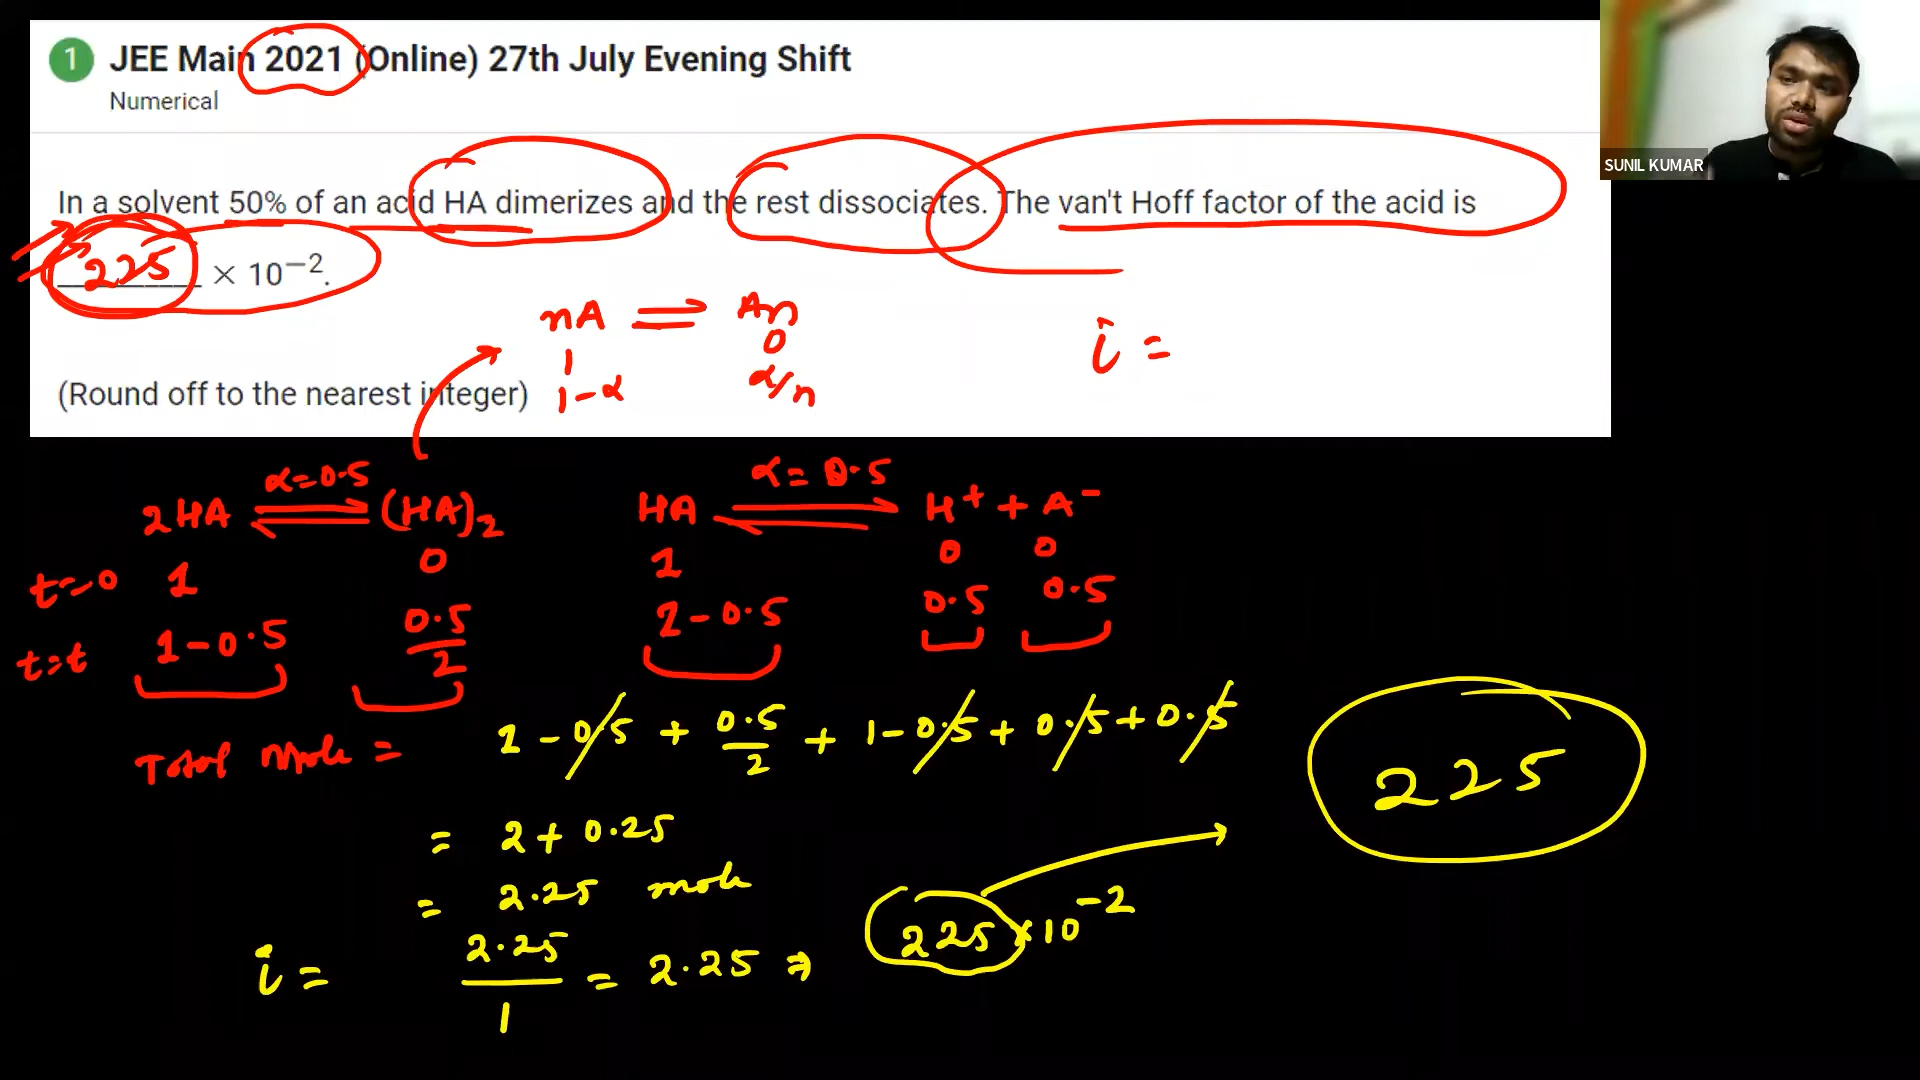 1 JEE Main 2021 (Online) 27th July Evening Shift
Numerical
SUNIL KUMAR
In a solvent 50% of an acid HA dimerizes and the rest dissociates. The van't Hoff factor of the acid is
225 × 10⁻².
nA ⇌ An
1 0
1-α α/n
i =
(Round off to the nearest integer)
2HA ⇌ (HA)₂ α=0.5
HA ⇌ H⁺ + A⁻ α=0.5
t=0 1 0 1 0 0
t=t 1-0.5 0.5/2 1-0.5 0.5 0.5
Total mole = 1-0.5 + 0.5/2 + 1-0.5 + 0.5 + 0.5
= 2+0.25
= 2.25 mole
i = 2.25/1 = 2.25 ⇒ 225×10⁻²
225